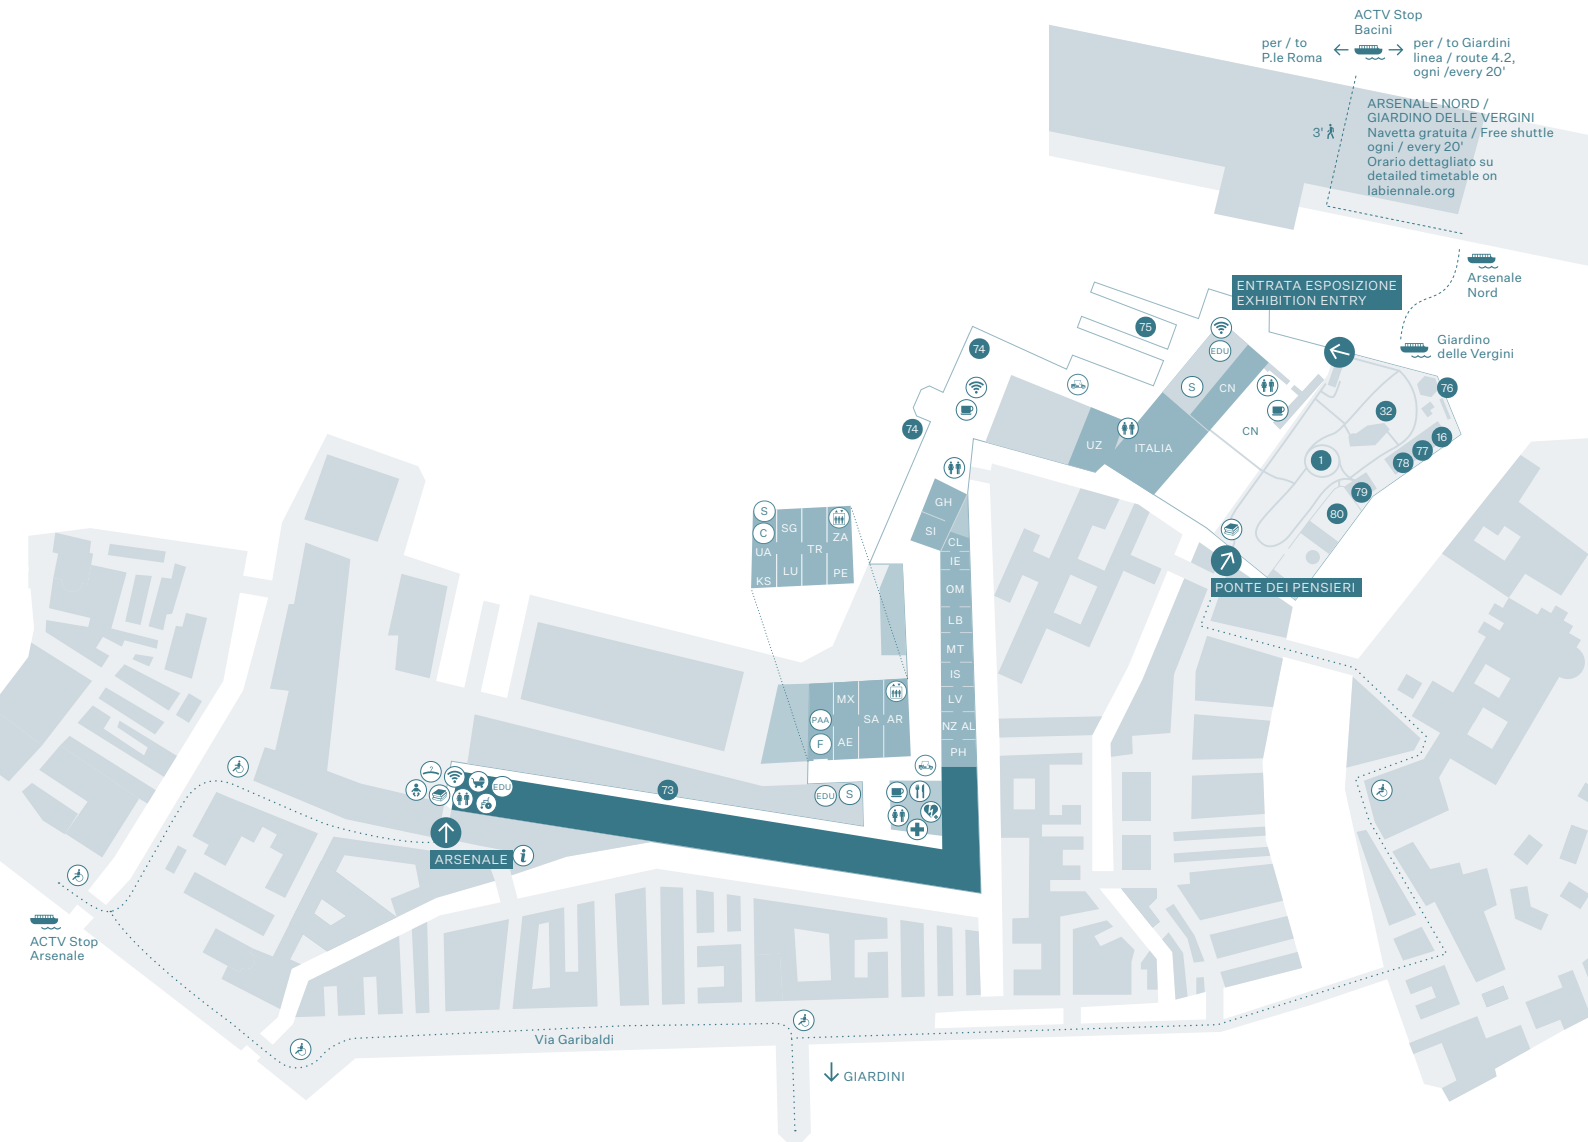 ACTV Stop
Bacini
per / to
P.le Roma
per / to Giardini
linea / route 4.2,
ogni /every 20'
ARSENALE NORD /
GIARDINO DELLE VERGINI
Navetta gratuita / Free shuttle
ogni / every 20'
Orario dettagliato su
detailed timetable on
labiennale.org
3'
Arsenale
Nord
ENTRATA ESPOSIZIONE
EXHIBITION ENTRY
Giardino
delle Vergini
75
74
EDU
S
CN
76
32
74
CN
16
77
78
UZ
ITALIA
1
79
80
GH
SI
CL
IE
OM
LB
MT
IS
LV
NZ AL
PH
S
C
SG
ZA
UA
TR
KS
LU
PE
PONTE DEI PENSIERI
MX
PAA
SA
AR
F
AE
73
EDU
S
?
EDU
ARSENALE
i
ACTV Stop
Arsenale
Via Garibaldi
GIARDINI